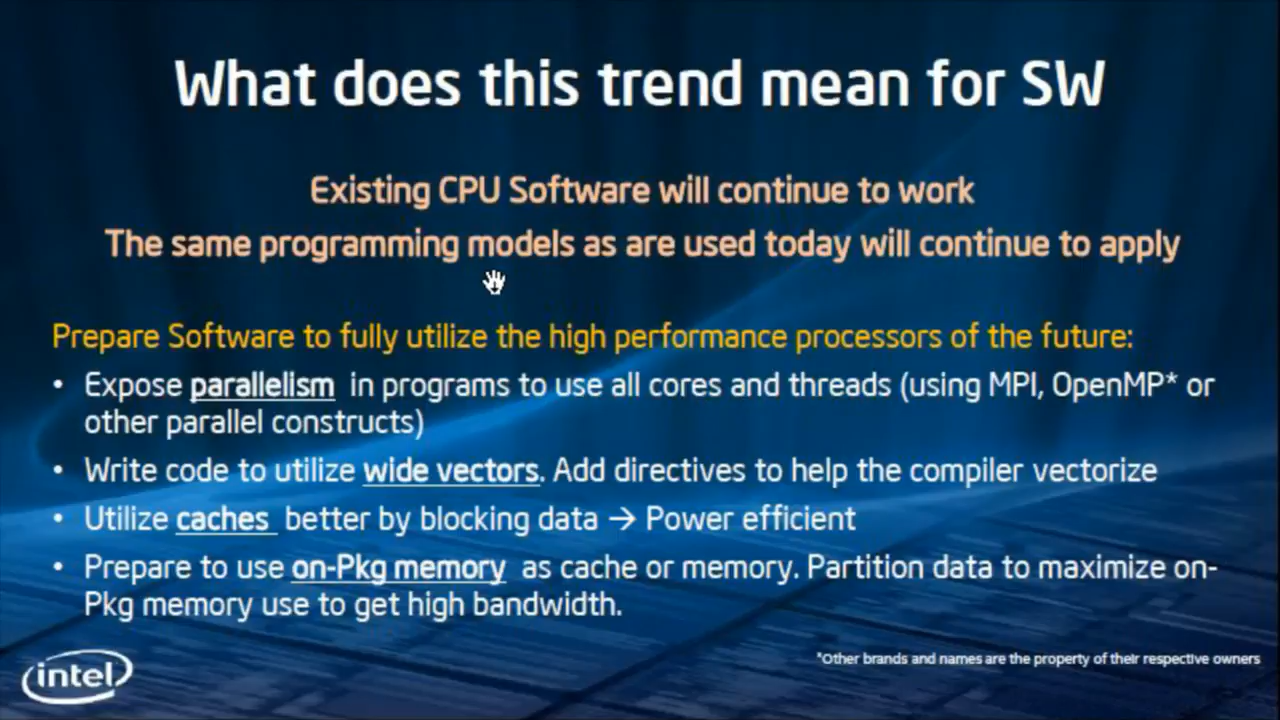 What does this trend mean for SW
Existing CPU Software will continue to work
The same programming models as are used today will continue to apply
Prepare Software to fully utilize the high performance processors of the future:
• Expose parallelism in programs to use all cores and threads (using MPI, OpenMP* or
other parallel constructs)
• Write code to utilize wide vectors. Add directives to help the compiler vectorize
• Utilize caches better by blocking data → Power efficient
• Prepare to use on-Pkg memory as cache or memory. Partition data to maximize on-
Pkg memory use to get high bandwidth.
*Other brands and names are the property of their respective owners
intel